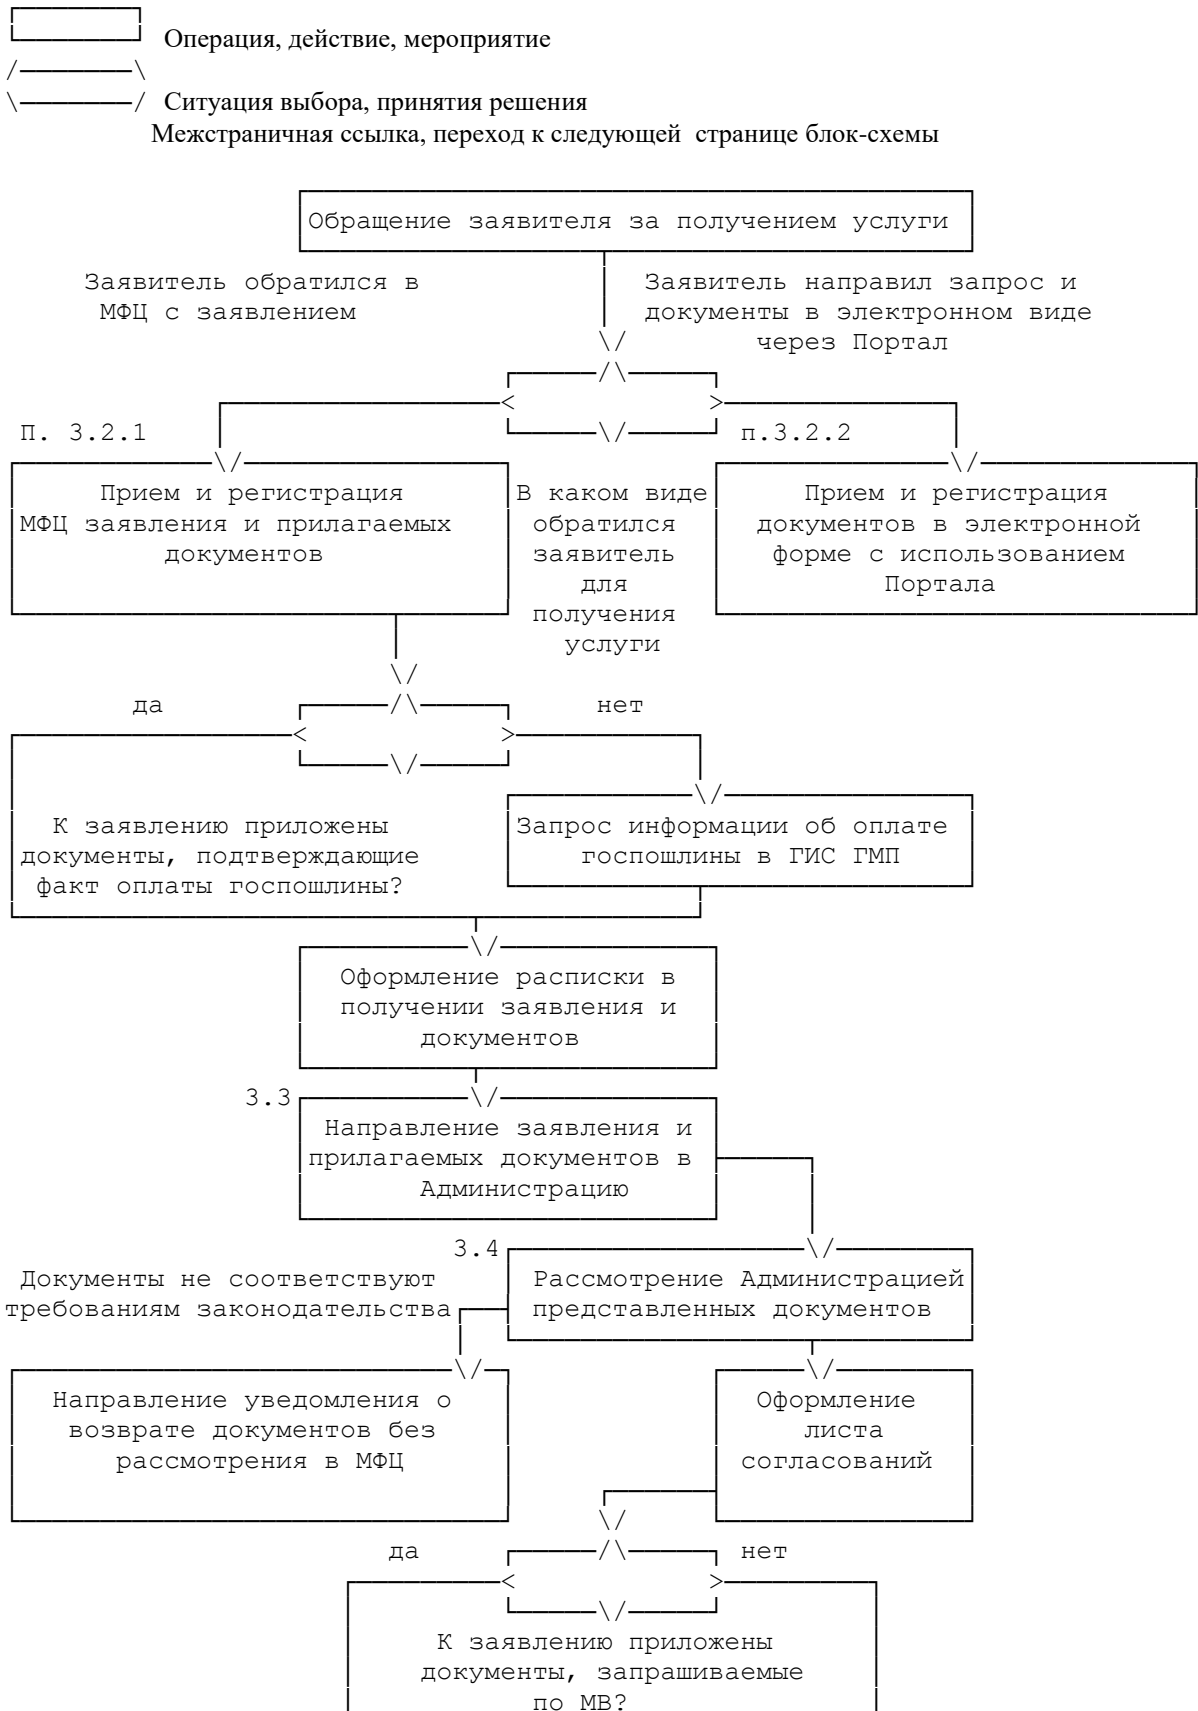 Операция, действие, мероприятие
Ситуация выбора, принятия решения
Межстраничная ссылка, переход к следующей странице блок-схемы
Обращение заявителя за получением услуги
Заявитель обратился в
МФЦ с заявлением
Заявитель направил запрос и
документы в электронном виде
через Портал
П. 3.2.1
п.3.2.2
Прием и регистрация
МФЦ заявления и прилагаемых
документов
В каком виде
обратился
заявитель
для
получения
услуги
Прием и регистрация
документов в электронной
форме с использованием
Портала
да
нет
К заявлению приложены
документы, подтверждающие
факт оплаты госпошлины?
Запрос информации об оплате
госпошлины в ГИС ГМП
Оформление расписки в
получении заявления и
документов
3.3
Направление заявления и
прилагаемых документов в
Администрацию
3.4
Документы не соответствуют
требованиям законодательства
Рассмотрение Администрацией
представленных документов
Направление уведомления о
возврате документов без
рассмотрения в МФЦ
Оформление
листа
согласований
да
нет
К заявлению приложены
документы, запрашиваемые
по МВ?